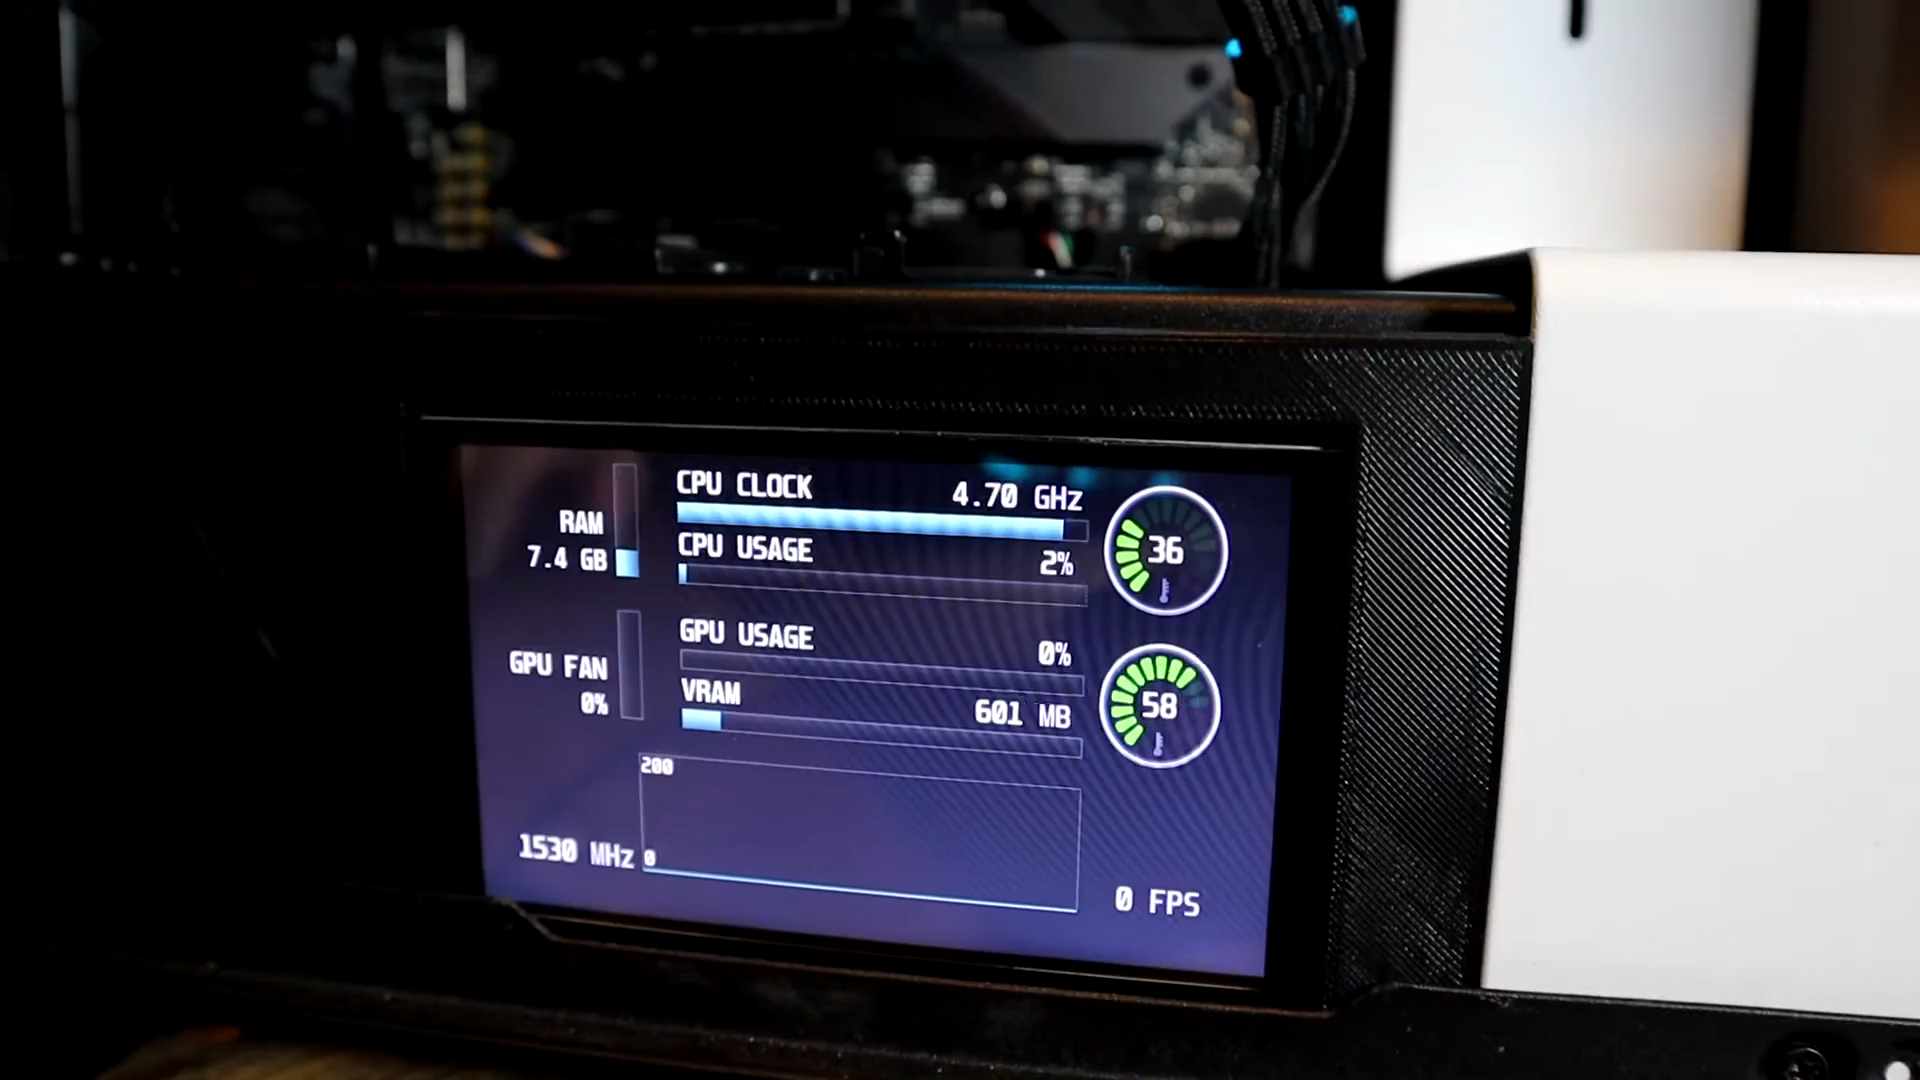 CPU CLOCK 4.70 GHz
RAM
7.4 GB
CPU USAGE 2%
36
GPU USAGE 0%
GPU FAN
0%
VRAM 601 MB
58
200
1530 MHz
0
0 FPS